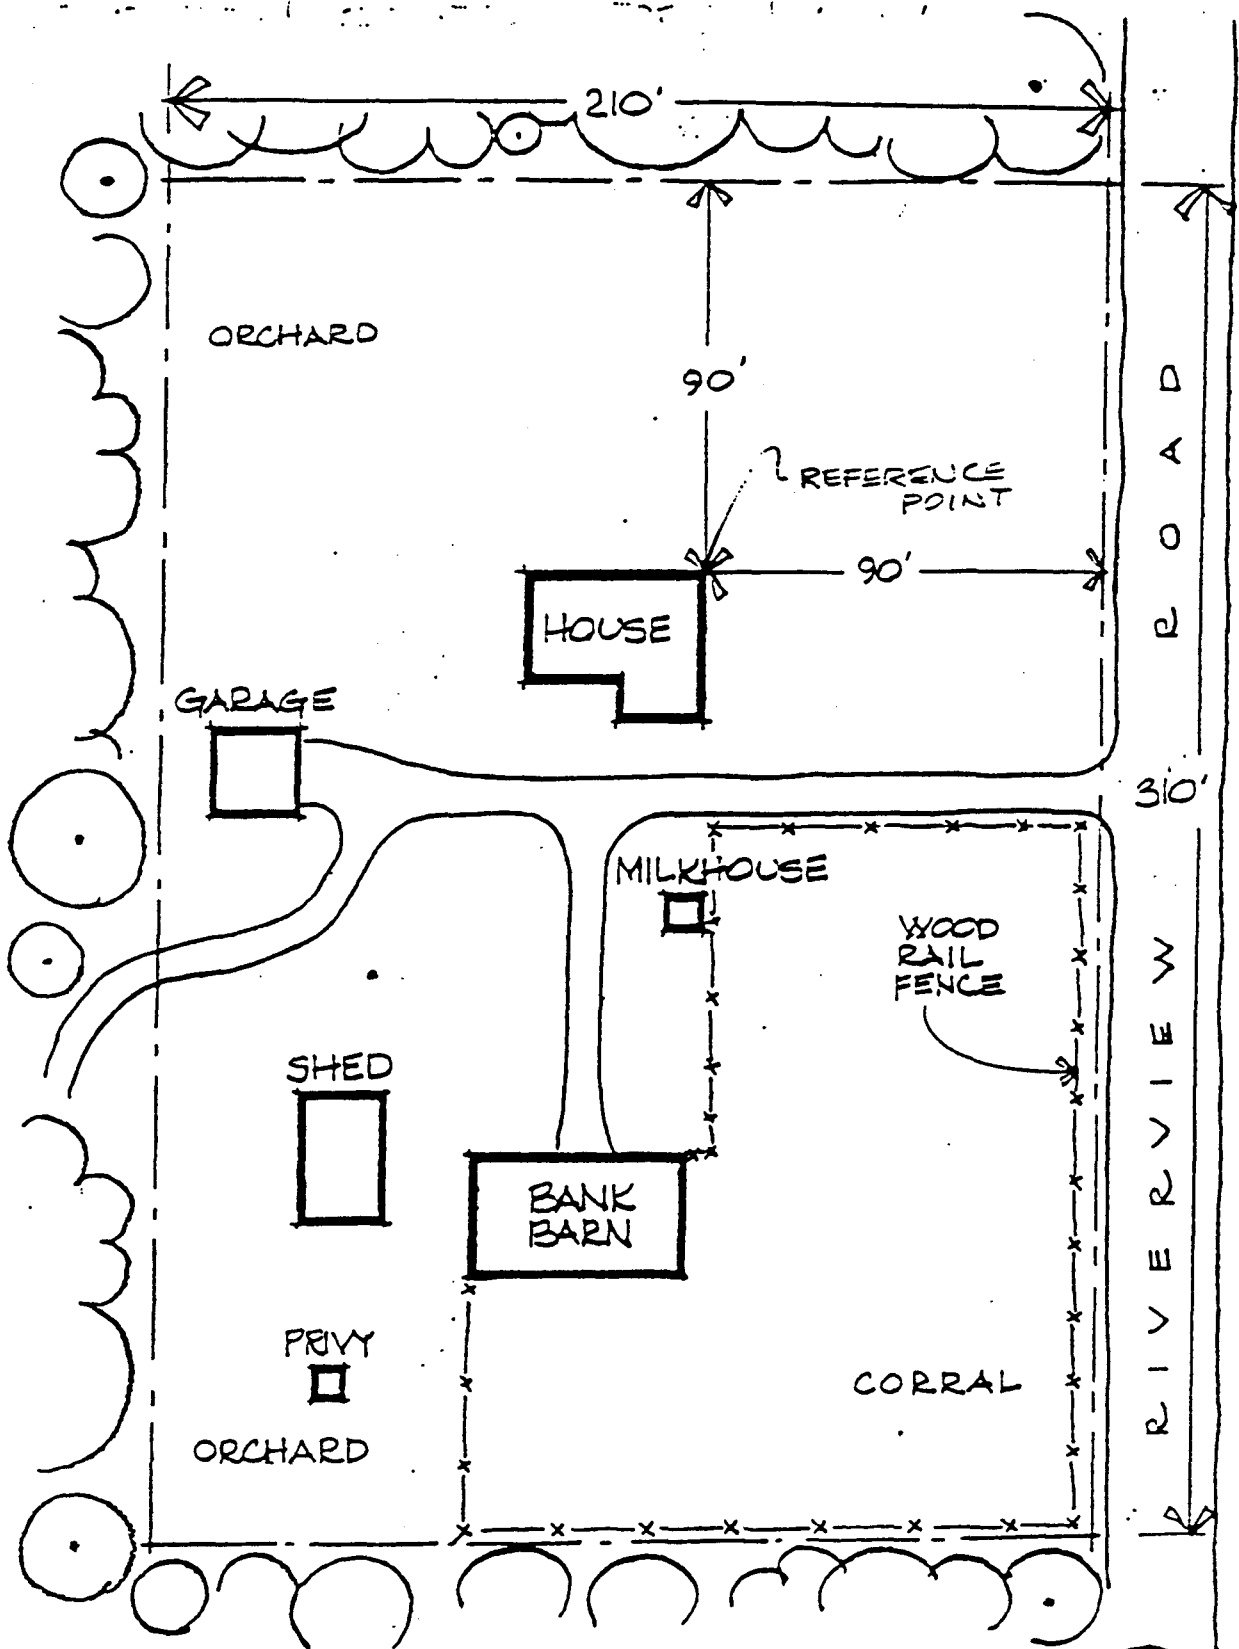 210'
ORCHARD
90'
REFERENCE
POINT
90'
HOUSE
GARAGE
310'
MILKHOUSE
WOOD
RAIL
FENCE
SHED
BANK
BARN
PRIVY
CORRAL
ORCHARD
RIVERVIEW ROAD